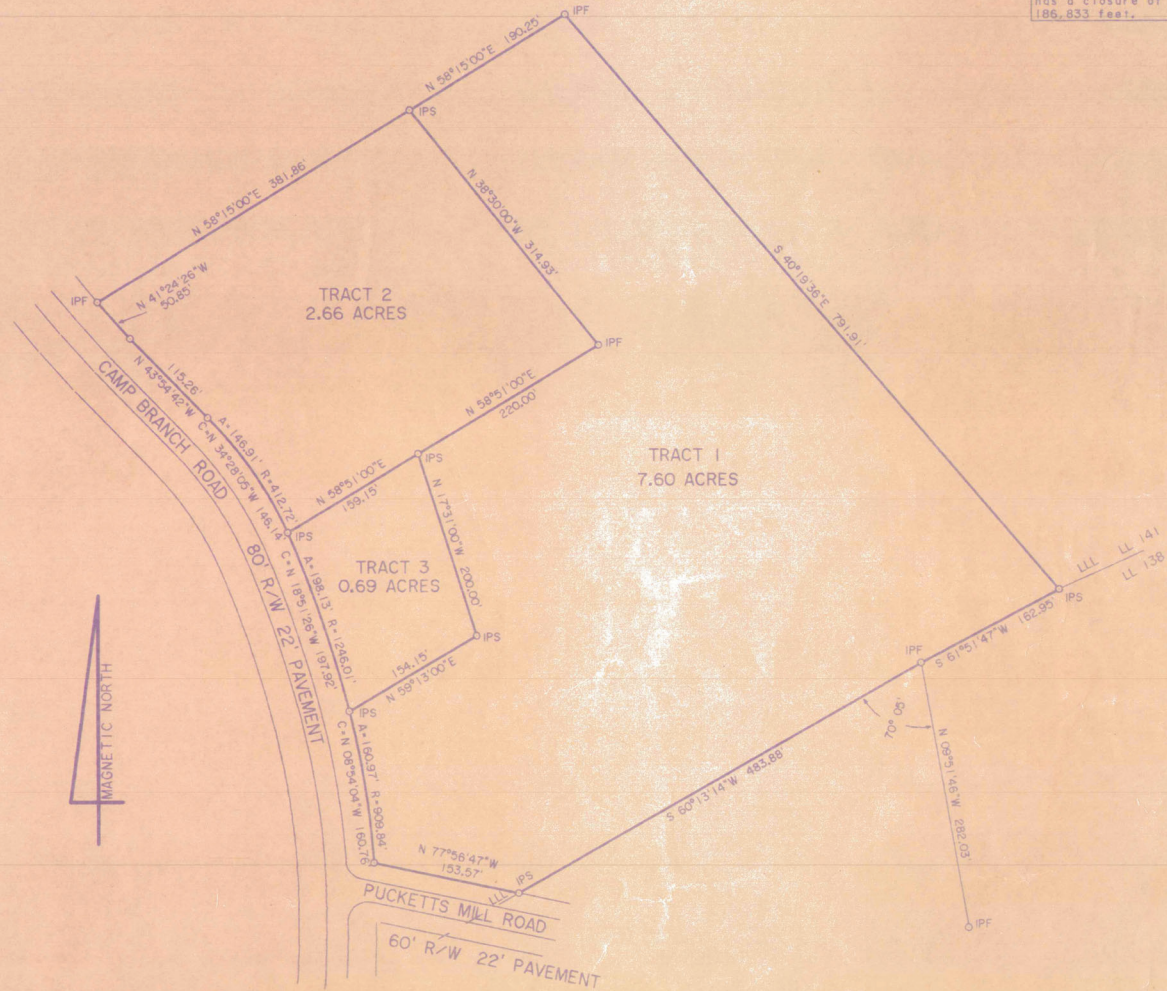 has a closure of
186,833 feet.
IPF
N 58°15'00"E 190.25'
IPS
N 58°15'00"E 381.86'
N 38°30'00"W 314.93'
S 40°19'36"E 791.91'
IPF
N 41°24'26"W
50.85'
TRACT 2
2.66 ACRES
IPF
115.26'
N 43°54'42"W
CAMP BRANCH ROAD
80' R/W 22' PAVEMENT
A=146.91' R=412.72'
C=N 34°28'05"W 146.14'
N 58°51'00"E
220.00'
IPS
N 58°51'00"E
159.15'
IPS
TRACT 1
7.60 ACRES
N 17°31'00"W 200.00'
TRACT 3
0.69 ACRES
A=198.13' R=1246.01'
C=N 18°51'26"W 197.92'
IPS
154.15'
N 59°13'00"E
IPS
LLL LL 141
LL 138
IPS
S 61°51'47"W 162.95'
IPF
70° 05'
N 09°51'46"W 282.03'
IPF
S 60°13'14"W 483.88'
A=160.97' R=909.84'
C=N 08°54'04"W 160.76'
N 77°56'47"W
153.57'
IPS
LLL
PUCKETTS MILL ROAD
60' R/W 22' PAVEMENT
MAGNETIC NORTH